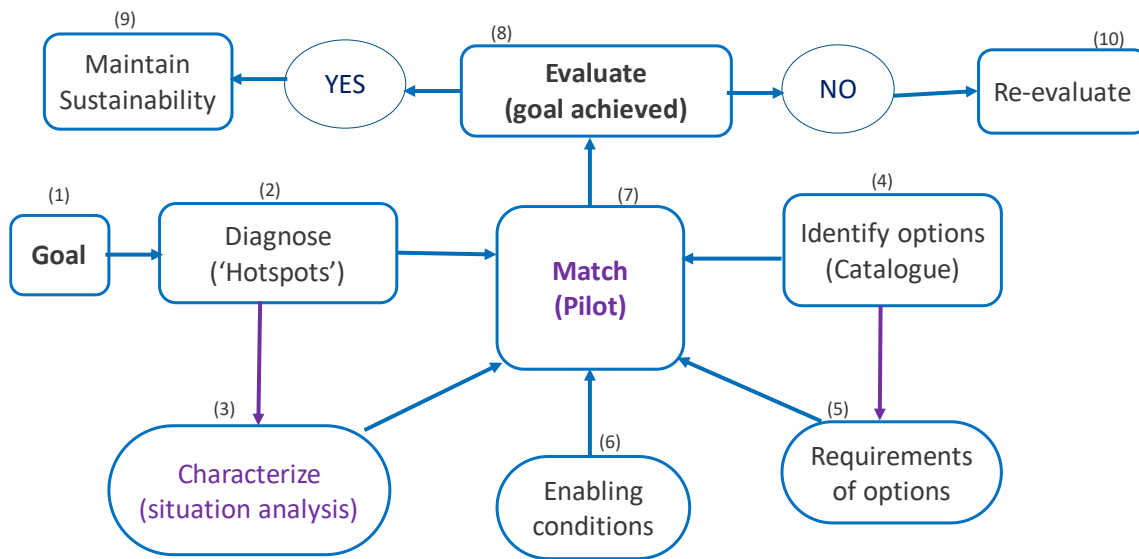 (9)
Maintain
Sustainability
YES
(8)
Evaluate
(goal achieved)
NO
(10)
Re-evaluate
(1)
Goal
(2)
Diagnose
(‘Hotspots’)
(7)
Match
(Pilot)
(4)
Identify options
(Catalogue)
(3)
Characterize
(situation analysis)
(6)
Enabling
conditions
(5)
Requirements
of options